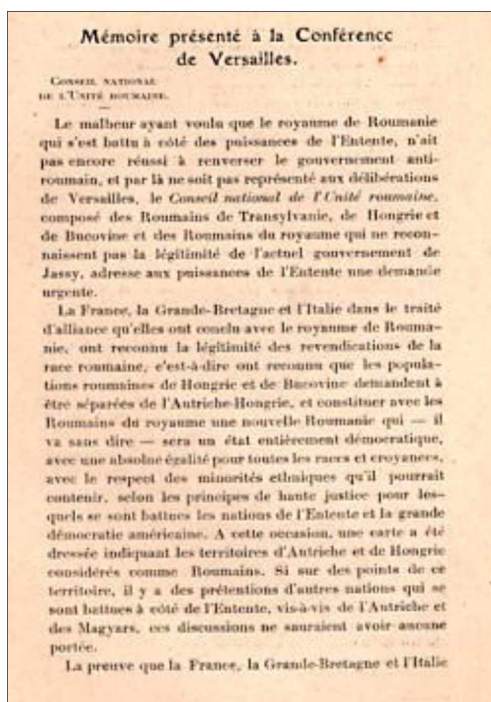 Mémoire présenté à la Conférence
de Versailles.
CONSEIL NATIONAL
DE L'UNITÉ ROUMAINE.
Le malheur ayant voulu que le royaume de Roumanie
qui s'est battu à côté des puissances de l'Entente, n'ait
pas encore réussi à renverser le gouvernement anti-
roumain, et par là ne soit pas représenté aux délibérations
de Versailles, le Conseil national de l'Unité roumaine,
composé des Roumains de Transylvanie, de Hongrie et
de Bucovine et des Roumains du royaume qui ne recon-
naissent pas la légitimité de l'actuel gouvernement de
Jassy, adresse aux puissances de l'Entente une demande
urgente.
La France, la Grande-Bretagne et l'Italie dans le traité
d'alliance qu'elles ont conclu avec le royaume de Rouma-
nie, ont reconnu la légitimité des revendications de la
race roumaine, c'est-à-dire ont reconnu que les popula-
tions roumaines de Hongrie et de Bucovine demandent à
être séparées de l'Autriche-Hongrie, et constituer avec les
Roumains du royaume une nouvelle Roumanie qui — il
va sans dire — sera un état entièrement démocratique,
avec une absolue égalité pour toutes les races et croyances,
avec le respect des minorités ethniques qu'il pourrait
contenir, selon les principes de haute justice pour les-
quels se sont battues les nations de l'Entente et la grande
démocratie américaine. A cette occasion, une carte a été
dressée indiquant les territoires d'Autriche et de Hongrie
considérés comme Roumains. Si sur des points de ce
territoire, il y a des prétentions d'autres nations qui se
sont battues à côté de l'Entente, vis-à-vis de l'Autriche et
des Magyars, ces discussions ne sauraient avoir aucune
portée.
La preuve que la France, la Grande-Bretagne et l'Italie